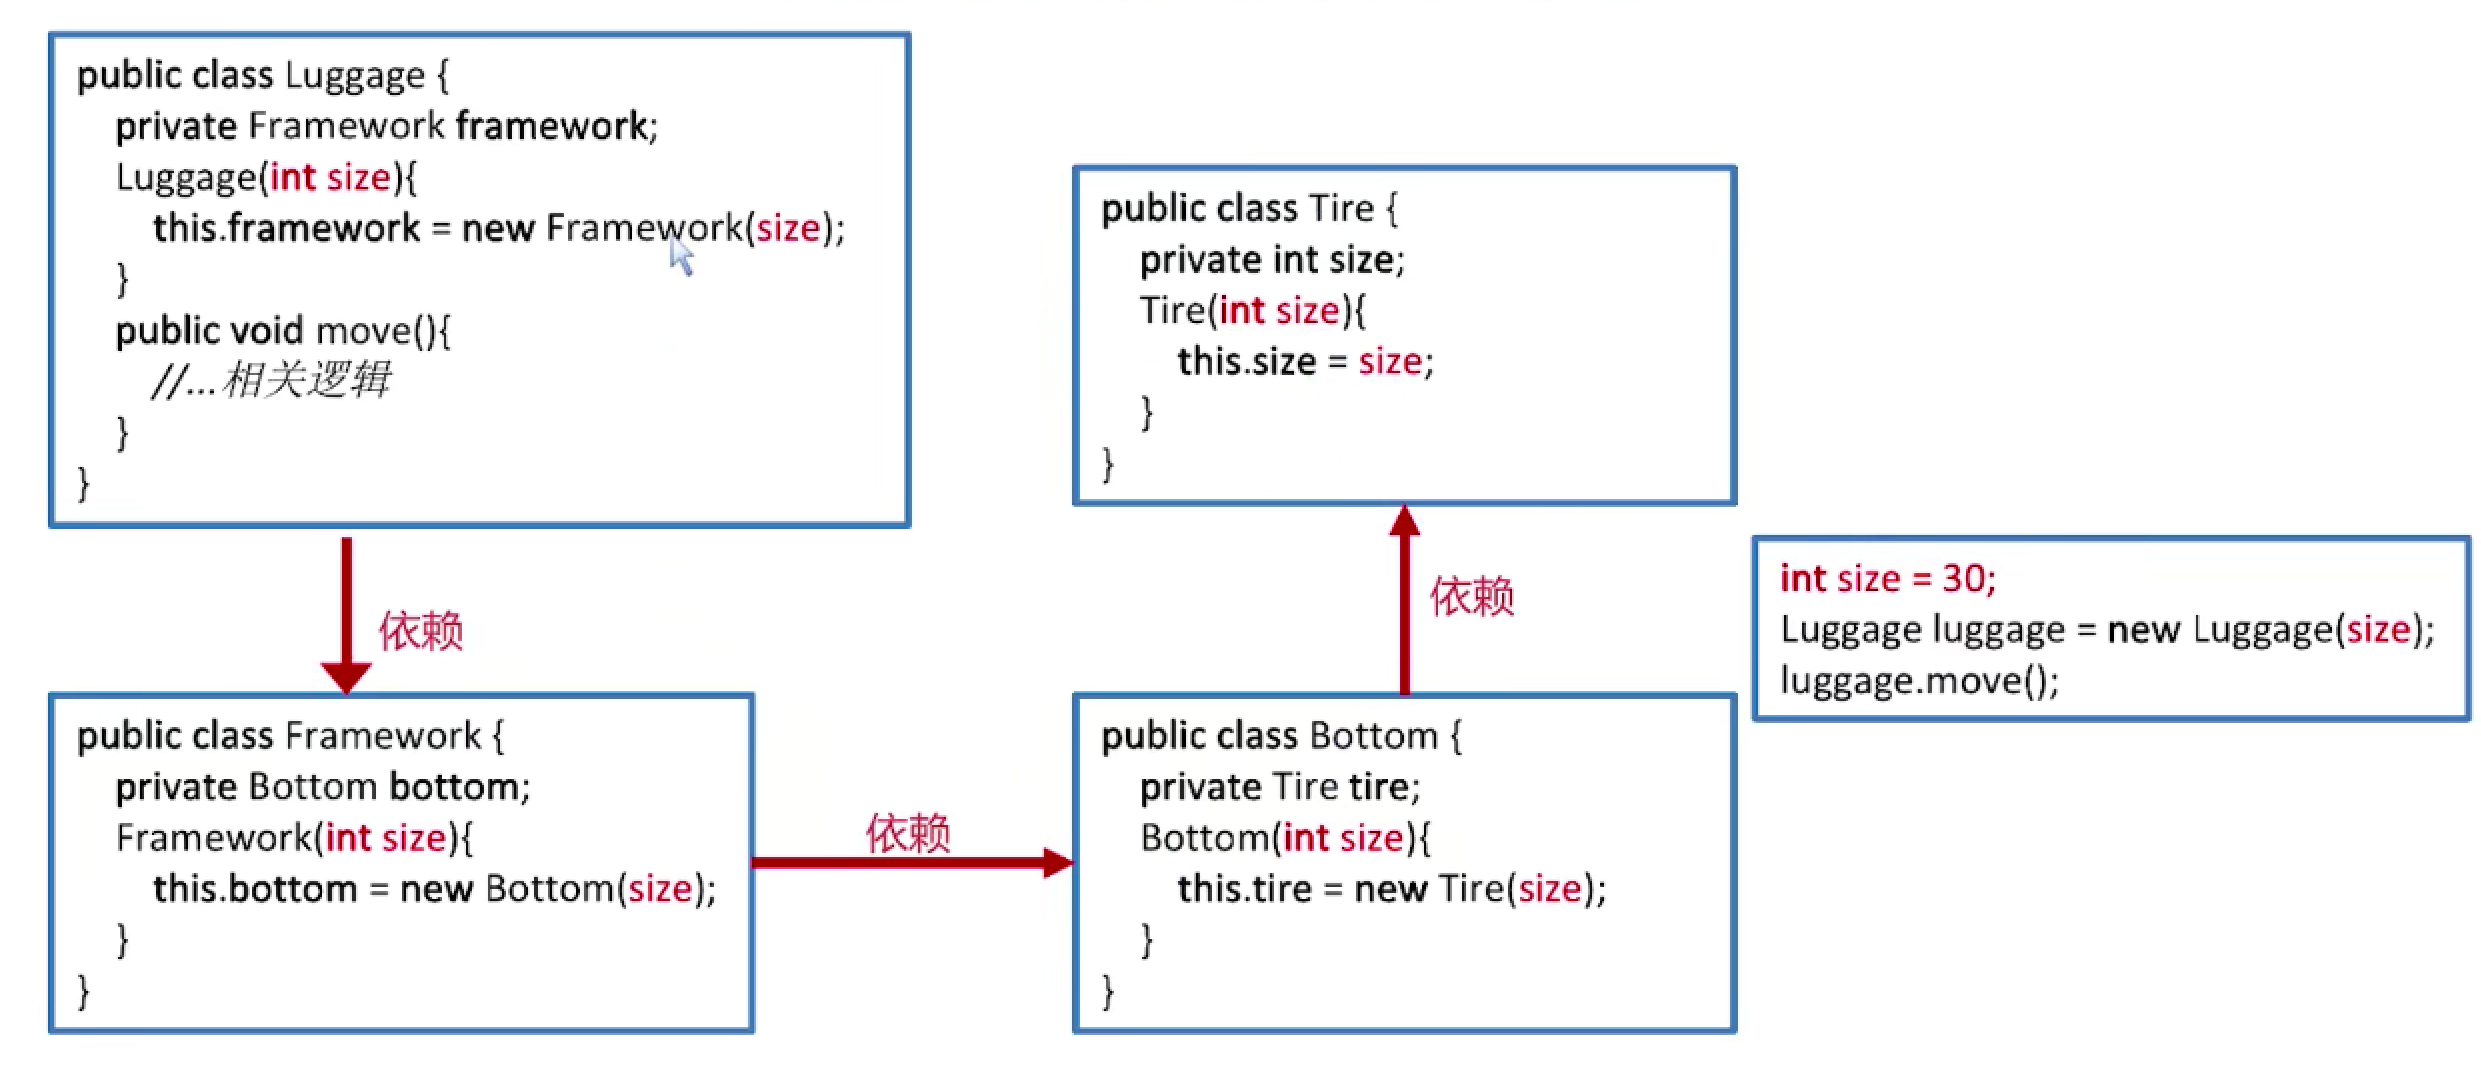 public class Luggage {
private Framework framework;
Luggage(int size){
this.framework = new Framework(size);
}
public void move(){
//...相关逻辑
}
}
依赖
public class Framework {
private Bottom bottom;
Framework(int size){
this.bottom = new Bottom(size);
}
}
依赖
public class Bottom {
private Tire tire;
Bottom(int size){
this.tire = new Tire(size);
}
}
依赖
public class Tire {
private int size;
Tire(int size){
this.size = size;
}
}
int size = 30;
Luggage luggage = new Luggage(size);
luggage.move();